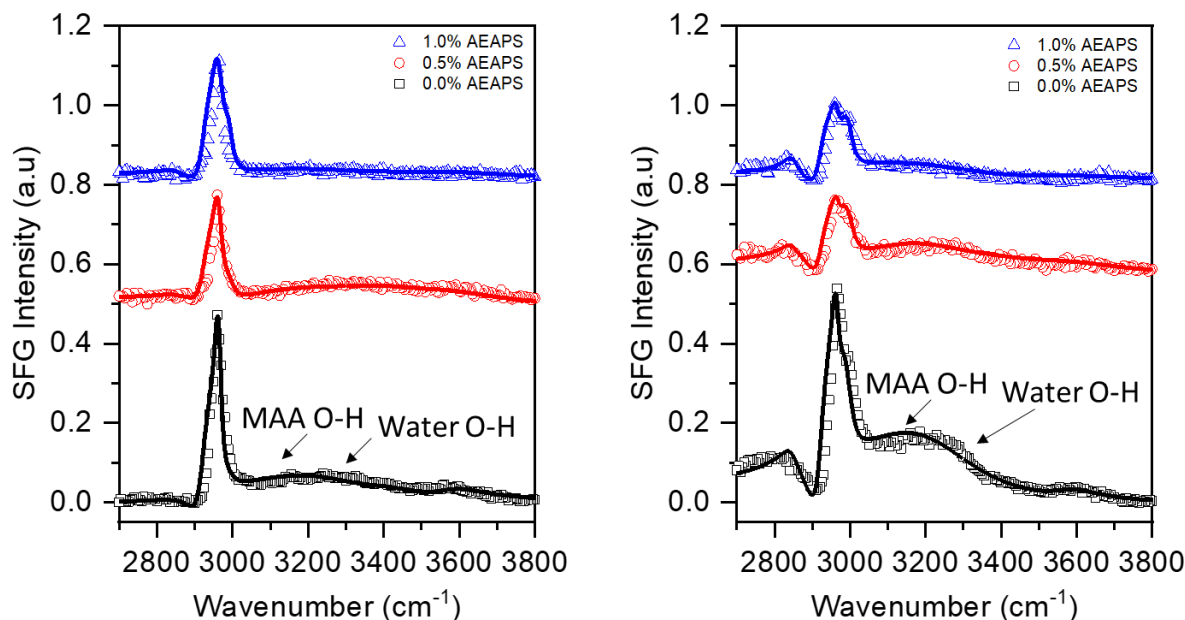 1.2
1.0
0.8
0.6
0.4
0.2
0.0
SFG Intensity (a.u)
1.0% AEAPS
0.5% AEAPS
0.0% AEAPS
MAA O-H
Water O-H
2800 3000 3200 3400 3600 3800
Wavenumber (cm⁻¹)
1.2
1.0
0.8
0.6
0.4
0.2
0.0
SFG Intensity (a.u)
1.0% AEAPS
0.5% AEAPS
0.0% AEAPS
MAA O-H
Water O-H
2800 3000 3200 3400 3600 3800
Wavenumber (cm⁻¹)